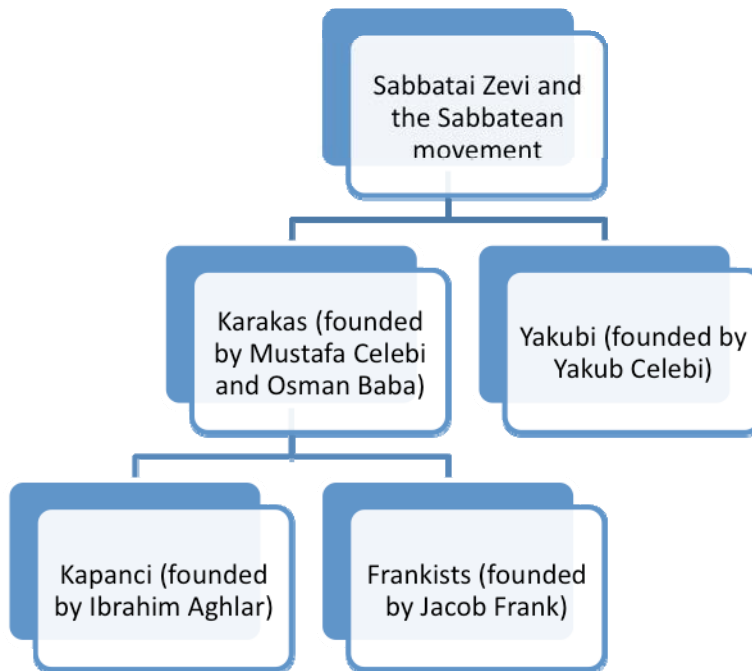 Sabbatai Zevi and
the Sabbatean
movement
Karakas (founded
by Mustafa Celebi
and Osman Baba)
Yakubi (founded by
Yakub Celebi)
Kapanci (founded
by Ibrahim Aghlar)
Frankists (founded
by Jacob Frank)